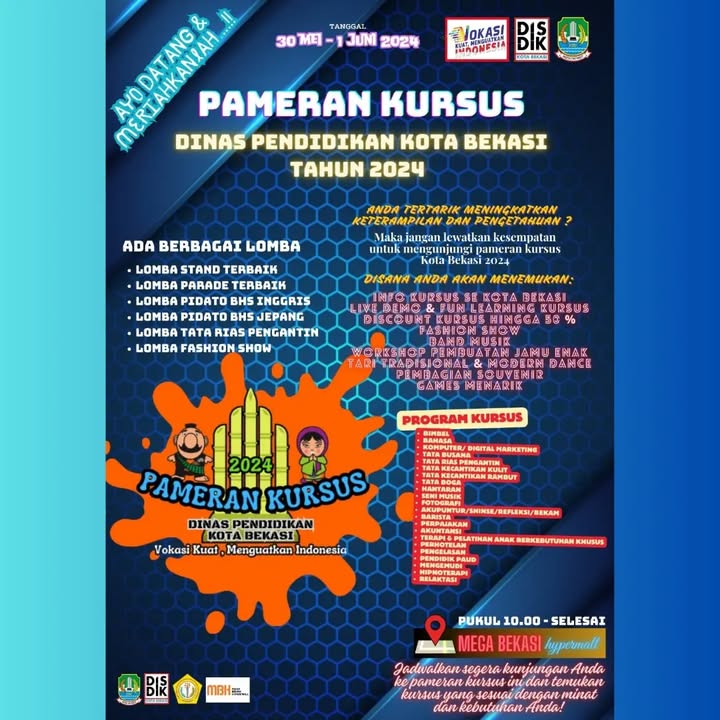 AYO DATANG &
MERIAHKANLAH ...!!
TANGGAL
30 MEI - 1 JUNI 2024
VOKASI
KUAT, MENGUATKAN
INDONESIA
DIS
DIK
KOTA BEKASI
PAMERAN KURSUS
DINAS PENDIDIKAN KOTA BEKASI
TAHUN 2024
ANDA TERTARIK MENINGKATKAN
KETERAMPILAN DAN PENGETAHUAN ?
Maka jangan lewatkan kesempatan
untuk mengunjungi pameran kursus
Kota Bekasi 2024
DISANA ANDA AKAN MENEMUKAN:
INFO KURSUS SE KOTA BEKASI
LIVE DEMO & FUN LEARNING KURSUS
DISCOUNT KURSUS HINGGA 50 %
FASHION SHOW
BAND MUSIK
WORKSHOP PEMBUATAN JAMU ENAK
TARI TRADISIONAL & MODERN DANCE
PEMBAGIAN SOUVENIR
GAMES MENARIK
ADA BERBAGAI LOMBA
• LOMBA STAND TERBAIK
• LOMBA PARADE TERBAIK
• LOMBA PIDATO BHS INGGRIS
• LOMBA PIDATO BHS JEPANG
• LOMBA TATA RIAS PENGANTIN
• LOMBA FASHION SHOW
2024
PAMERAN KURSUS
DINAS PENDIDIKAN
KOTA BEKASI
Vokasi Kuat , Menguatkan Indonesia
PROGRAM KURSUS
• BIMBEL
• BAHASA
• KOMPUTER/ DIGITAL MARKETING
• TATA BUSANA
• TATA RIAS PENGANTIN
• TATA KECANTIKAN KULIT
• TATA KECANTIKAN RAMBUT
• TATA BOGA
• HANTARAN
• SENI MUSIK
• FOTOGRAFI
• AKUPUNTUR/SHINSE/REFLEKSI/BEKAM
• BARISTA
• PERPAJAKAN
• AKUNTANSI
• TERAPI & PELATIHAN ANAK BERKEBUTUHAN KHUSUS
• PERHOTELAN
• PENGELASAN
• PENDIDIK PAUD
• MENGEMUDI
• HIPNOTERAPI
• RELAKTASI
PUKUL 10.00 - SELESAI
MEGA BEKASI hypermall
Jadwalkan segera kunjungan Anda
ke pameran kursus ini dan temukan
kursus yang sesuai dengan minat
dan kebutuhan Anda!
DIS
DIK
MBH